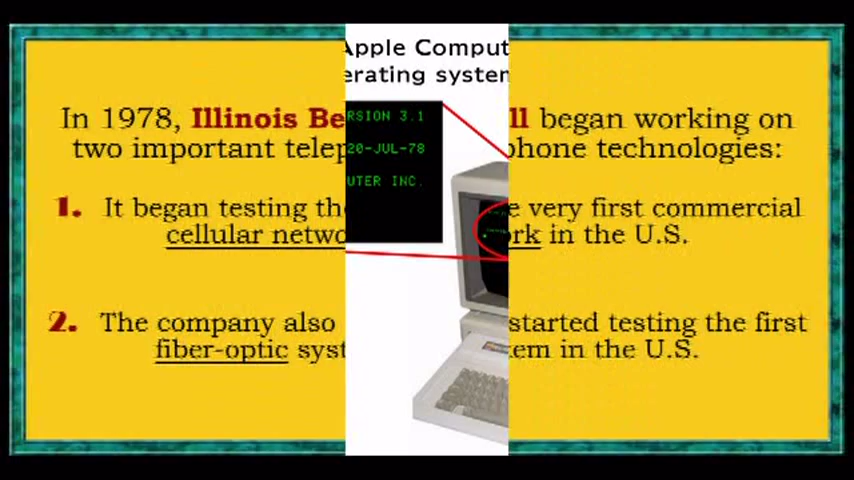 Apple Comput
erating system
RSION 3.1
20-JUL-78
UTER INC.
In 1978, Illinois Be ll began working on
two important telep phone technologies:
1. It began testing the e very first commercial
cellular netwo ork in the U.S.
2. The company also started testing the first
fiber-optic syst tem in the U.S.